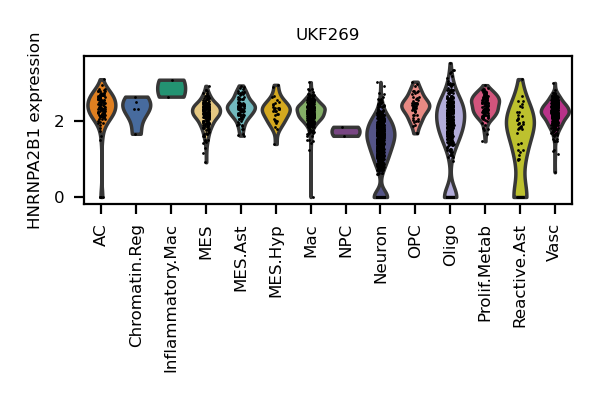 UKF269
HNRNPA2B1 expression
2
0
AC
Chromatin.Reg
Inflammatory.Mac
MES
MES.Ast
MES.Hyp
Mac
NPC
Neuron
OPC
Oligo
Prolif.Metab
Reactive.Ast
Vasc